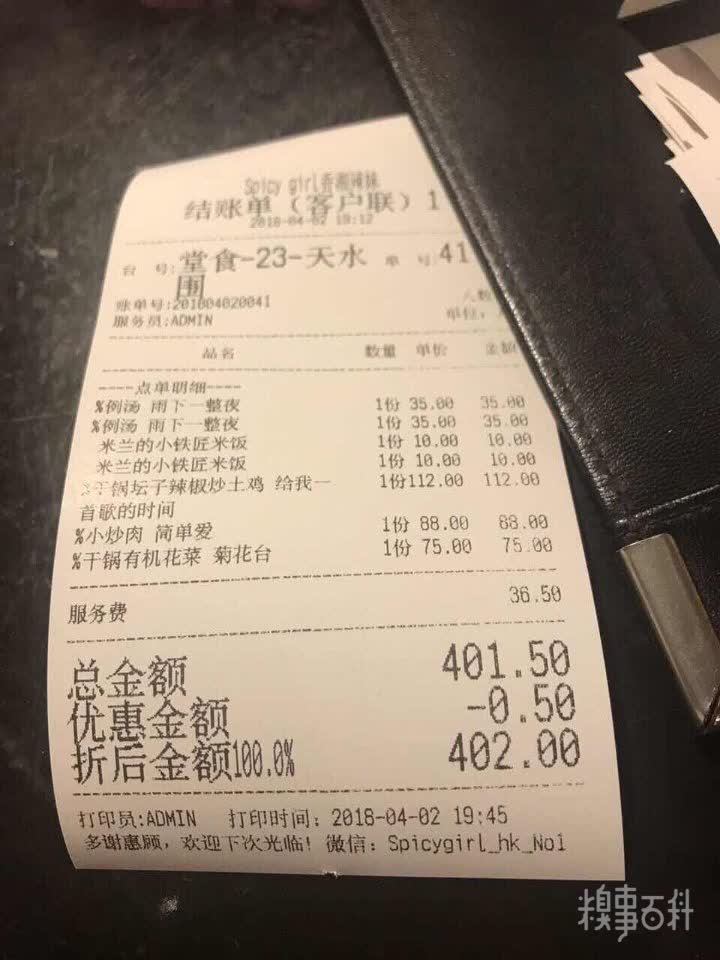 Spicy girl香湘辣妹
结账单（客户联）1
2018-04-02 19:12
台 号:堂食-23-天水 单 号:41
围
账单号:201804020041
人数
服务员:ADMIN
单位,
品名 数量 单价 金额
----点单明细----
%例汤 雨下一整夜 1份 35.00 35.00
%例汤 雨下一整夜 1份 35.00 35.00
米兰的小铁匠米饭 1份 10.00 10.00
米兰的小铁匠米饭 1份 10.00 10.00
%干锅坛子辣椒炒土鸡 给我一 1份112.00 112.00
首歌的时间
%小炒肉 简单爱 1份 88.00 88.00
%干锅有机花菜 菊花台 1份 75.00 75.00
服务费 36.50
总金额 401.50
优惠金额 -0.50
折后金额100.0% 402.00
打印员:ADMIN 打印时间: 2018-04-02 19:45
多谢惠顾，欢迎下次光临! 微信: Spicygirl_hk_No1
糗事百科